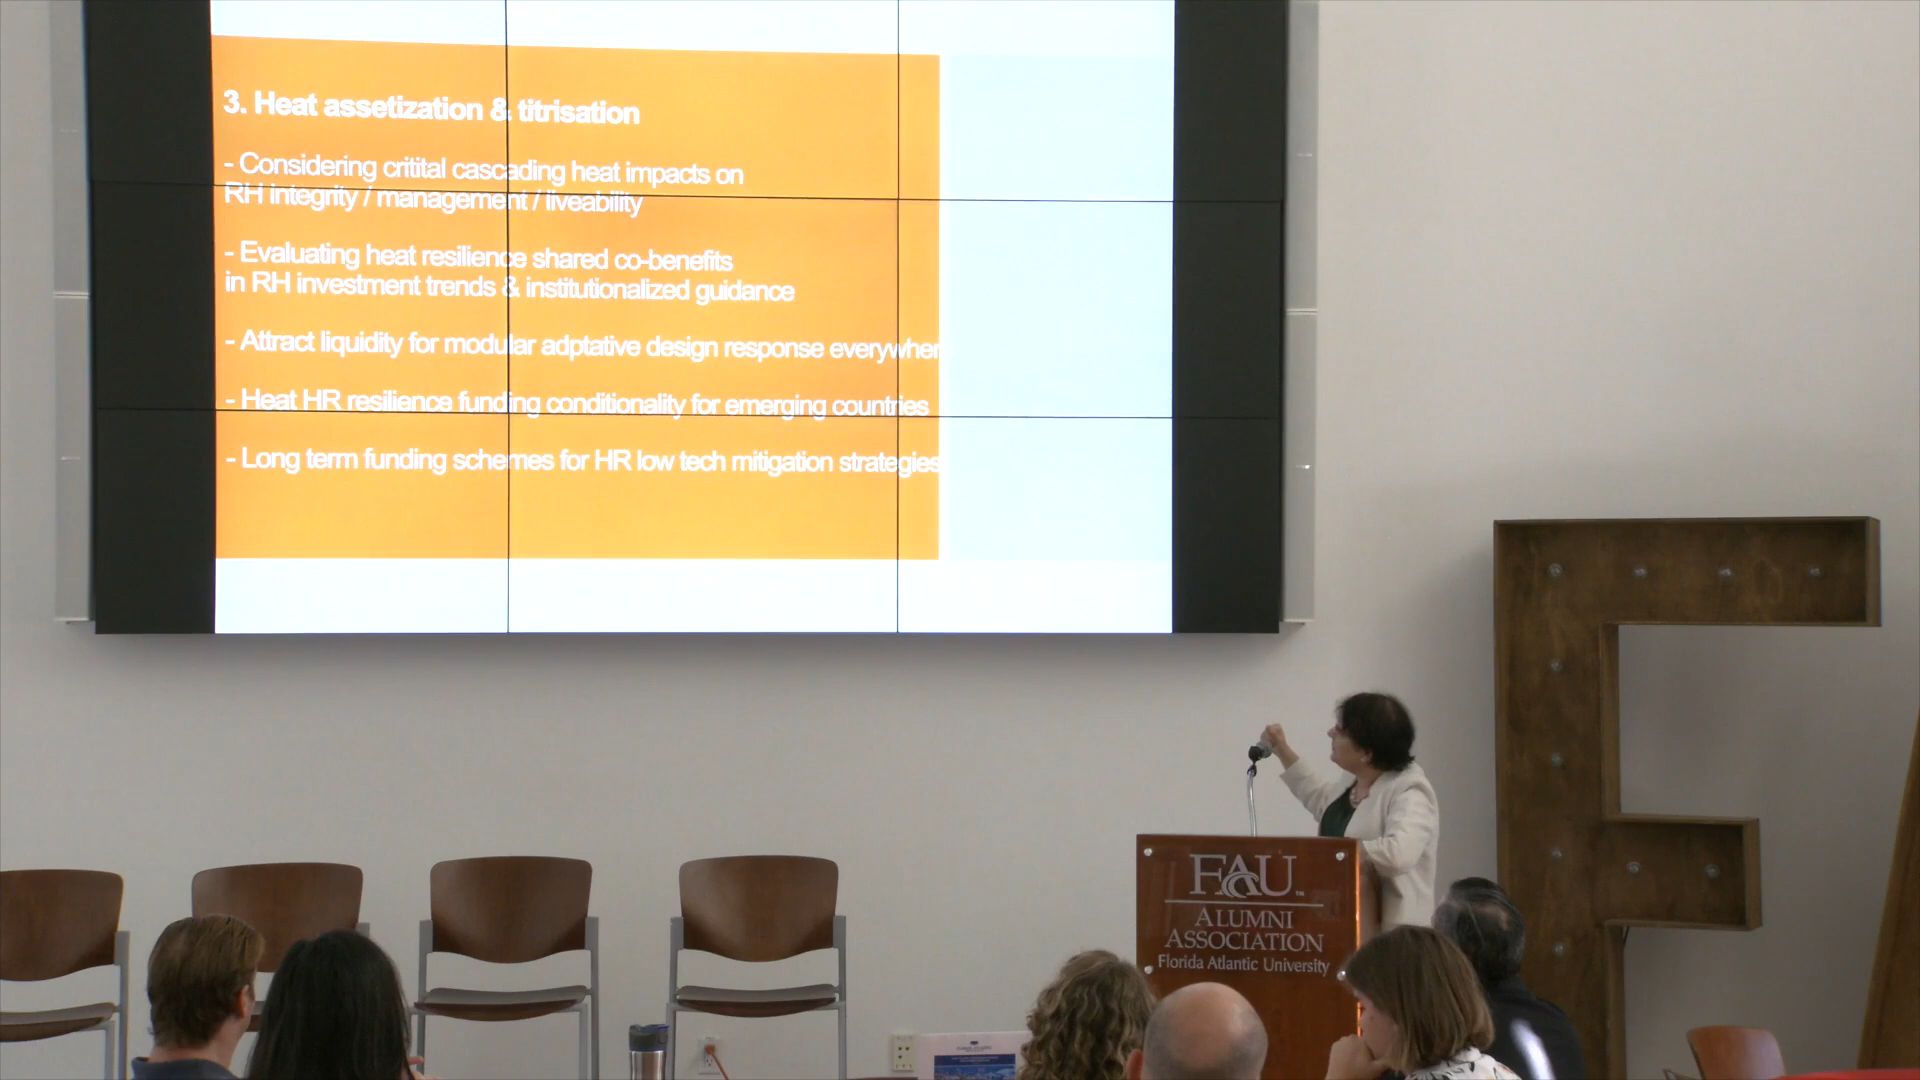 3. Heat assetization & titrisation
- Considering critital cascading heat impacts on
RH integrity / management / liveability
- Evaluating heat resilience shared co-benefits
in RH investment trends & institutionalized guidance
- Attract liquidity for modular adptative design response everywher
- Heat HR resilience funding conditionality for emerging countries
- Long term funding schemes for HR low tech mitigation strategies
FAU
ALUMNI
ASSOCIATION
Florida Atlantic University
F